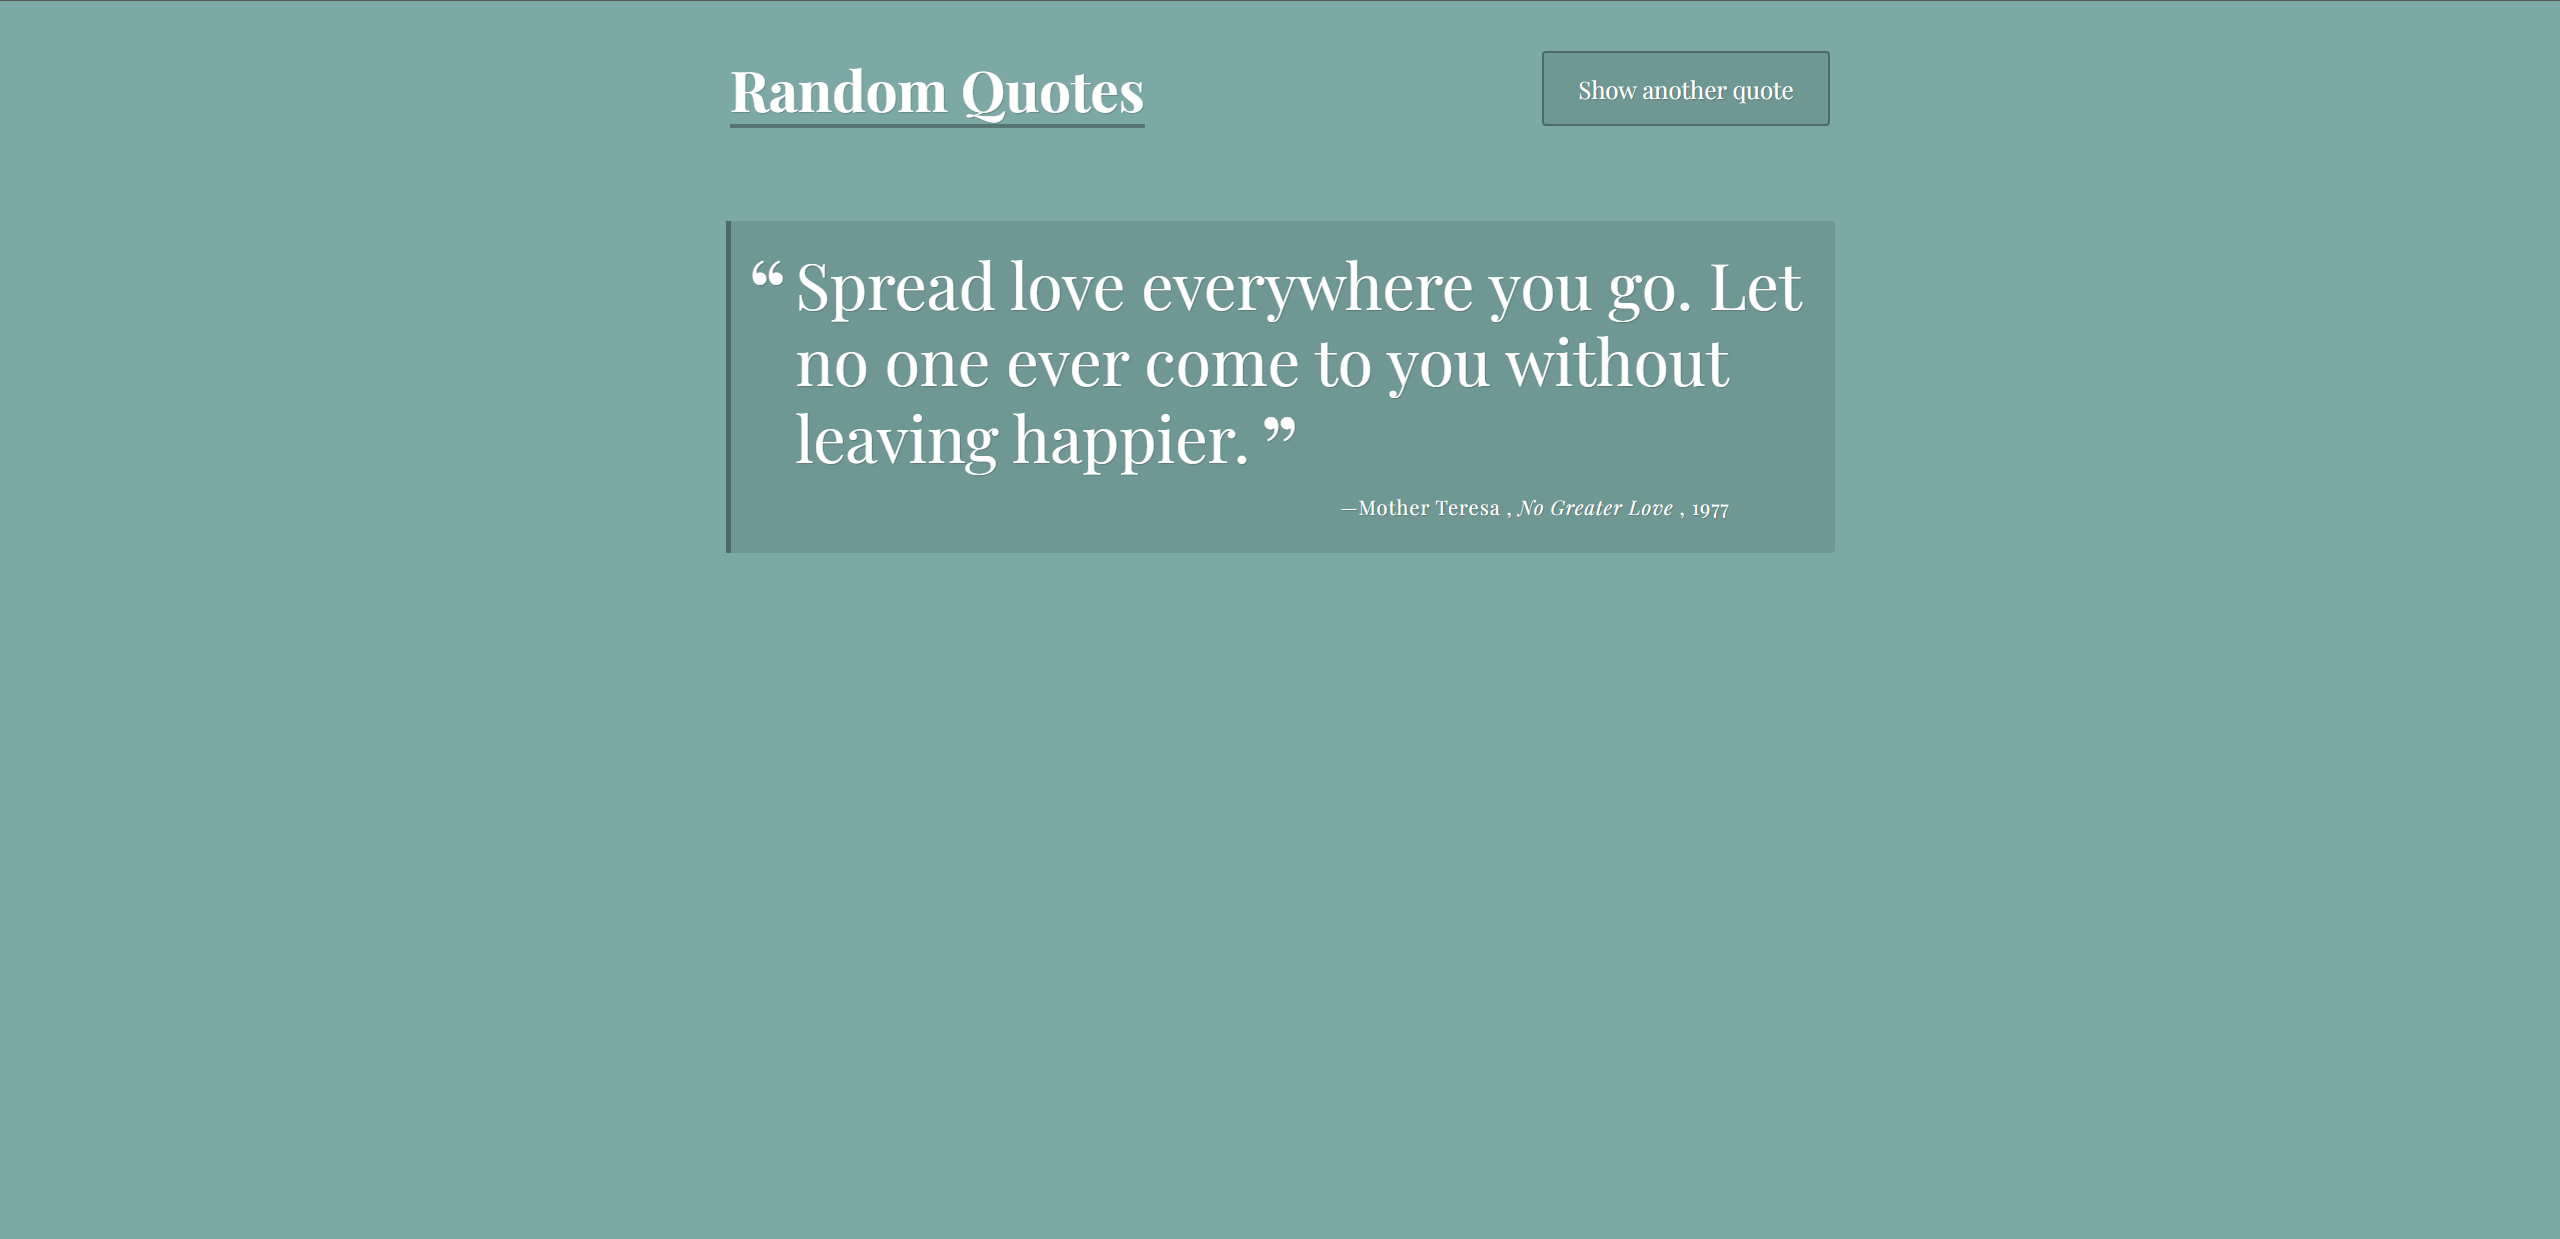 Random Quotes
Show another quote
“ Spread love everywhere you go. Let
no one ever come to you without
leaving happier. ”
—Mother Teresa , No Greater Love , 1977